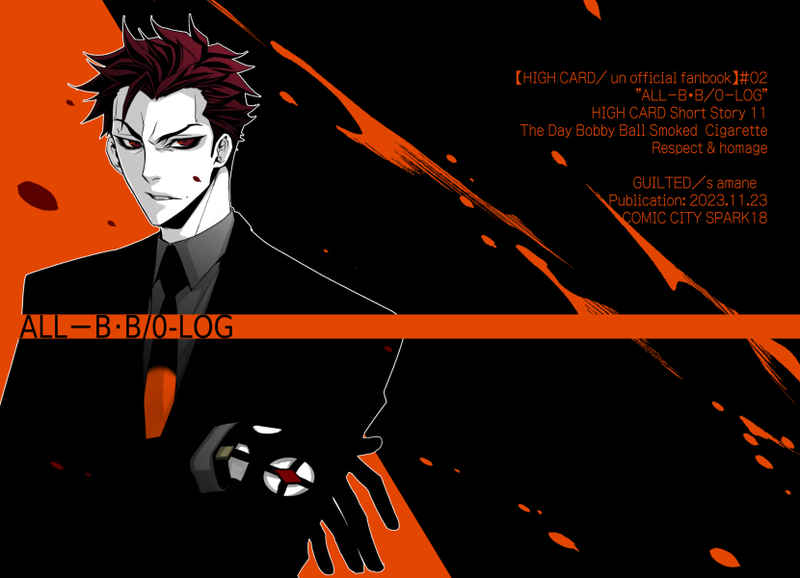 【HIGH CARD／un official fanbook】#02
"ALL－B・B/0－LOG"
HIGH CARD Short Story 11
The Day Bobby Ball Smoked Cigarette
Respect & homage
GUILTED／s amane
Publication: 2023.11.23
COMIC CITY SPARK18
ALL－B・B/0-LOG